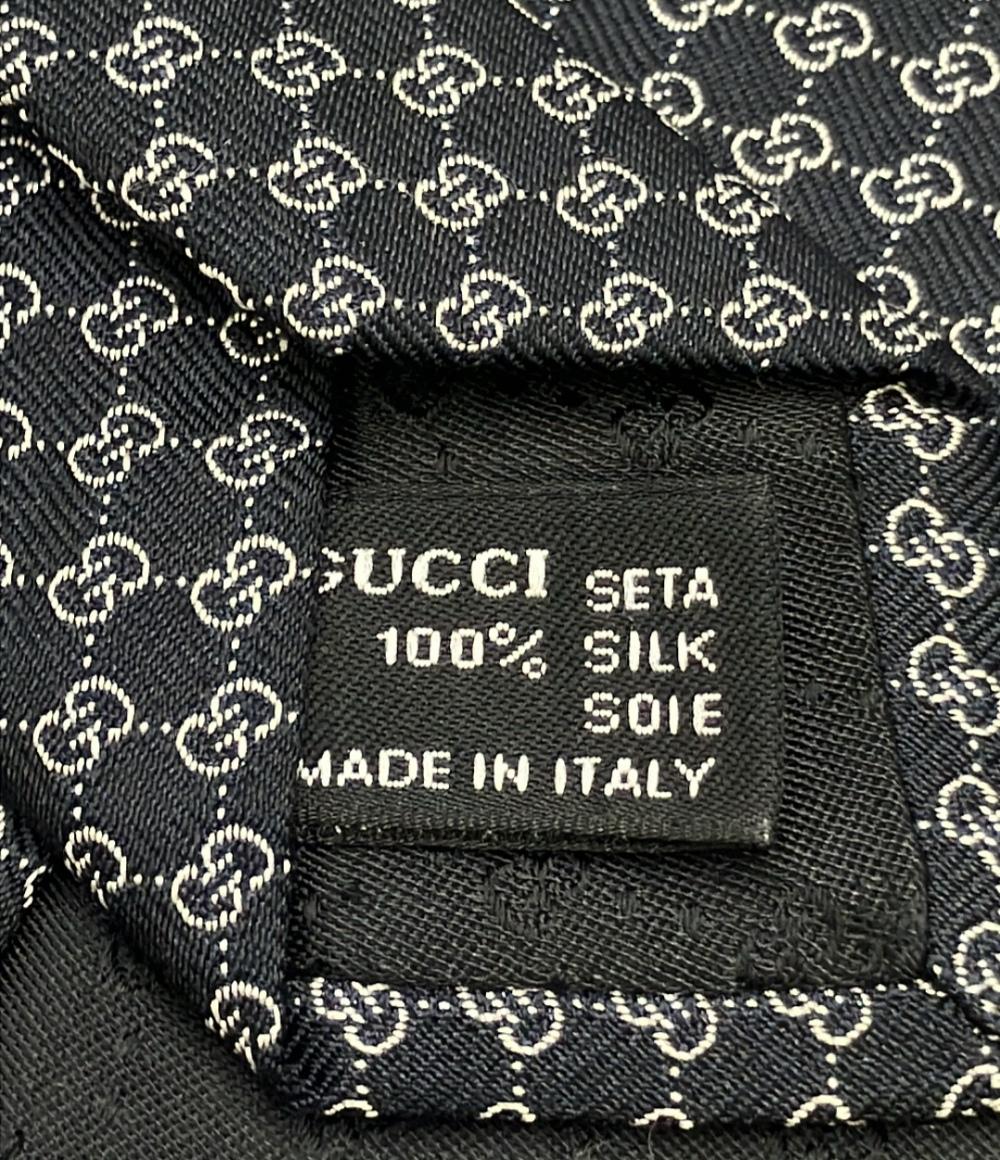 GUCCI SETA
100% SILK
SOIE
MADE IN ITALY